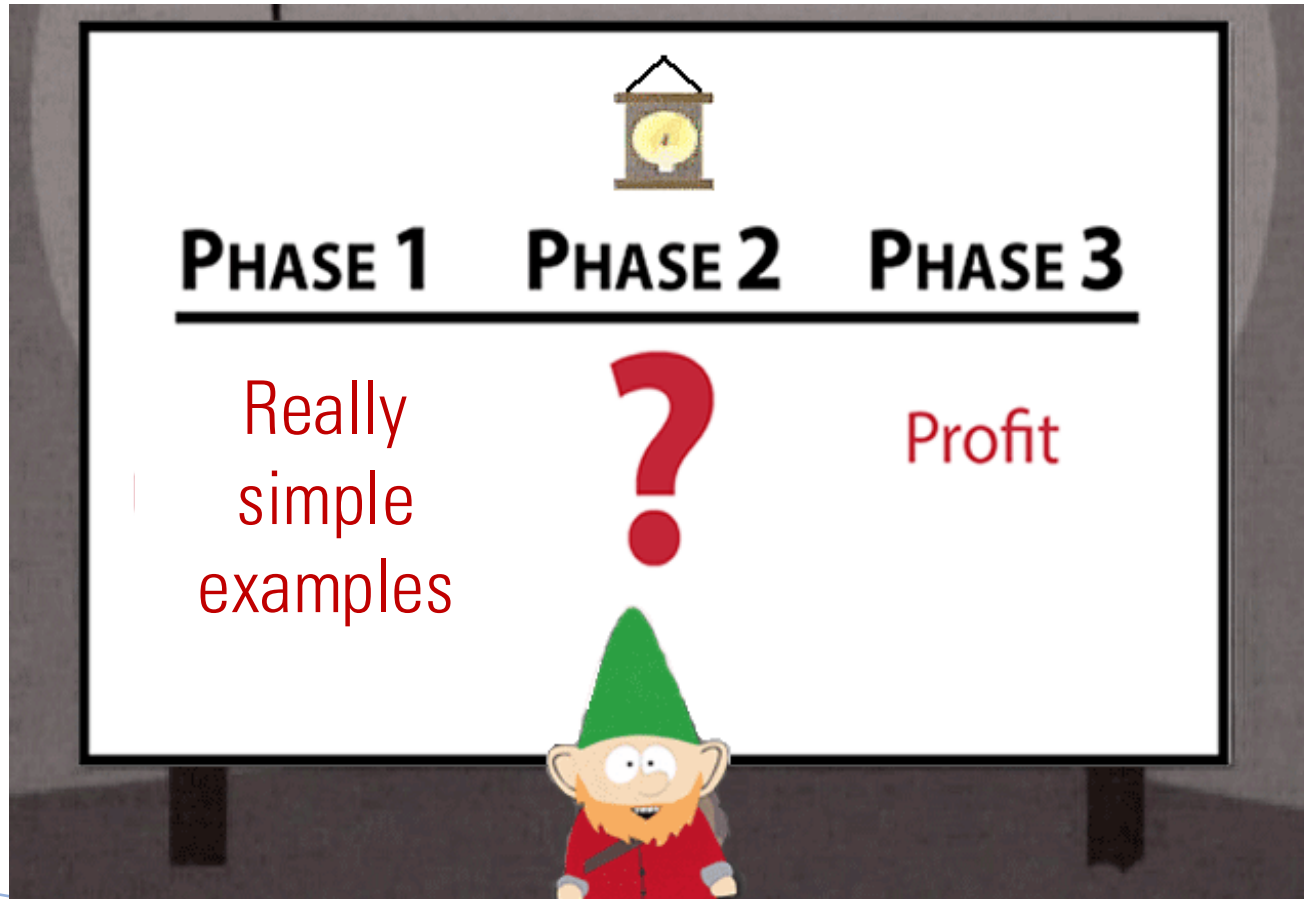 PHASE 1 PHASE 2 PHASE 3
Really
simple
examples
?
Profit